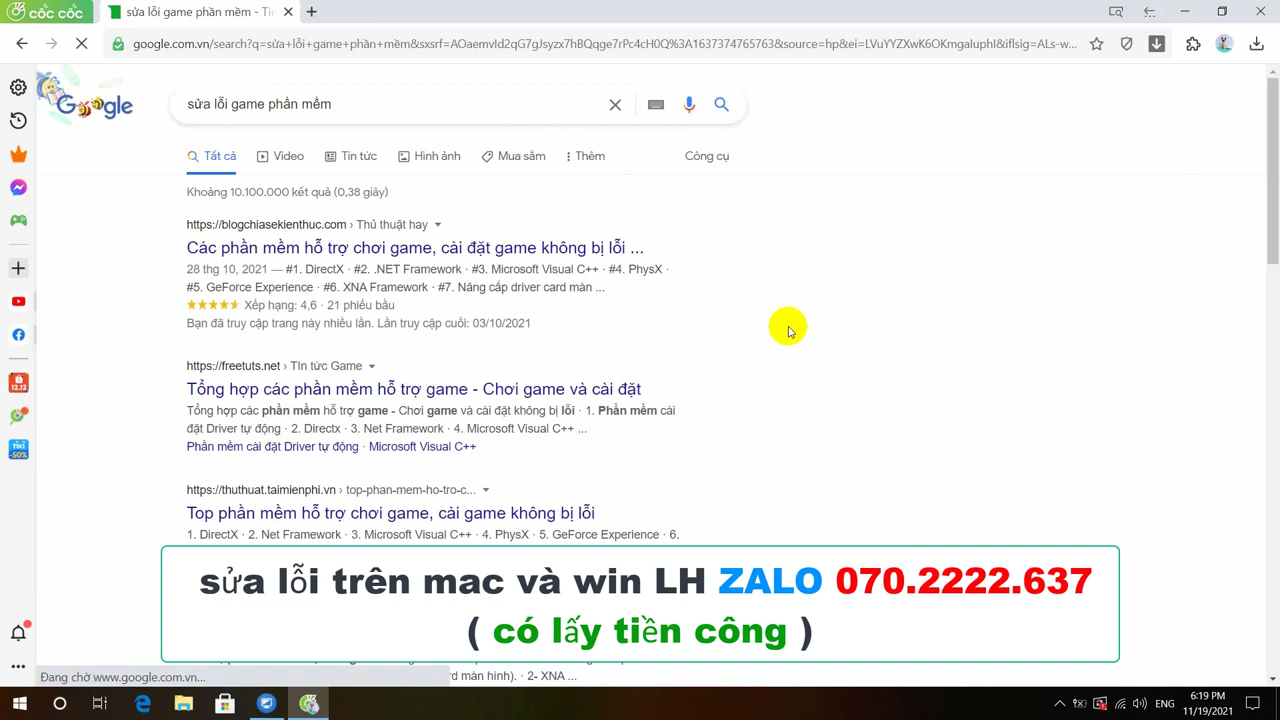 cốc cốc
sửa lỗi game phần mềm - Tì
google.com.vn/search?q=sửa+lỗi+game+phần+mềm&sxsrf=AOaemvId2qG7gJsyzx7hBQqge7rPc4cH0Q%3A1637374765763&source=hp&ei=LVuYYZXwK6OKmgaluphI&iflsig=ALs-w...
Google
sửa lỗi game phần mềm
Tất cả
Video
Tin tức
Hình ảnh
Mua sắm
Thêm
Công cụ
Khoảng 10.100.000 kết quả (0,38 giây)
https://blogchiasekienthuc.com › Thủ thuật hay
Các phần mềm hỗ trợ chơi game, cài đặt game không bị lỗi ...
28 thg 10, 2021 — #1. DirectX · #2. .NET Framework · #3. Microsoft Visual C++ · #4. PhysX ·
#5. GeForce Experience · #6. XNA Framework · #7. Nâng cấp driver card màn ...
Xếp hạng: 4,6 · 21 phiếu bầu
Bạn đã truy cập trang này nhiều lần. Lần truy cập cuối: 03/10/2021
https://freetuts.net › TIn tức Game
Tổng hợp các phần mềm hỗ trợ game - Chơi game và cài đặt
Tổng hợp các phần mềm hỗ trợ game - Chơi game và cài đặt không bị lỗi · 1. Phần mềm cài
đặt Driver tự động · 2. Directx · 3. Net Framework · 4. Microsoft Visual C++ ...
Phần mềm cài đặt Driver tự động · Microsoft Visual C++
https://thuthuat.taimienphi.vn › top-phan-mem-ho-tro-c...
Top phần mềm hỗ trợ chơi game, cài game không bị lỗi
1. DirectX · 2. Net Framework · 3. Microsoft Visual C++ · 4. PhysX · 5. GeForce Experience · 6.
sửa lỗi trên mac và win LH ZALO 070.2222.637
( có lấy tiền công )
Đang chờ www.google.com.vn...
rd màn hình). · 2- XNA ...
12.12
TIKI
-50%
ENG
6:19 PM
11/19/2021